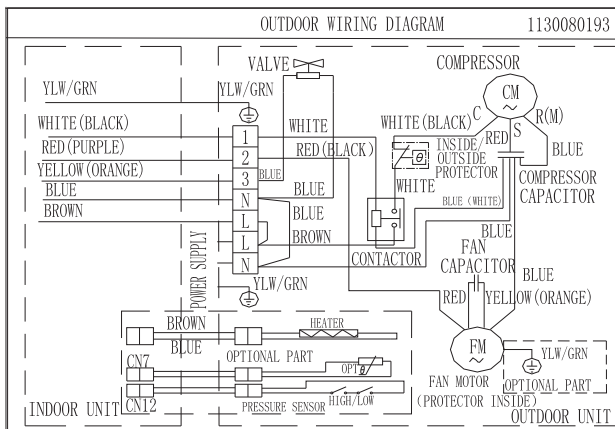 OUTDOOR WIRING DIAGRAM 1130080193
VALVE
COMPRESSOR
YLW/GRN
YLW/GRN
CM
~
C
R(M)
S
WHITE(BLACK)
WHITE
WHITE(BLACK)
RED
INSIDE/
OUTSIDE
PROTECTOR
BLUE
RED(PURPLE)
RED(BLACK)
θ
YELLOW(ORANGE)
BLUE
COMPRESSOR
CAPACITOR
WHITE
BLUE
BLUE
BLUE
BLUE(WHITE)
BROWN
BROWN
BLUE
1
2
3
N
L
L
N
CONTACTOR
FAN
CAPACITOR
POWER SUPPLY
YLW/GRN
BLUE
RED
YELLOW(ORANGE)
BROWN
HEATER
BLUE
OPTIONAL PART
FM
~
YLW/GRN
CN7
OPT
θ
FAN MOTOR
(PROTECTOR INSIDE)
OPTIONAL PART
CN12
PRESSURE SENSOR
HIGH/LOW
INDOOR UNIT
OUTDOOR UNIT